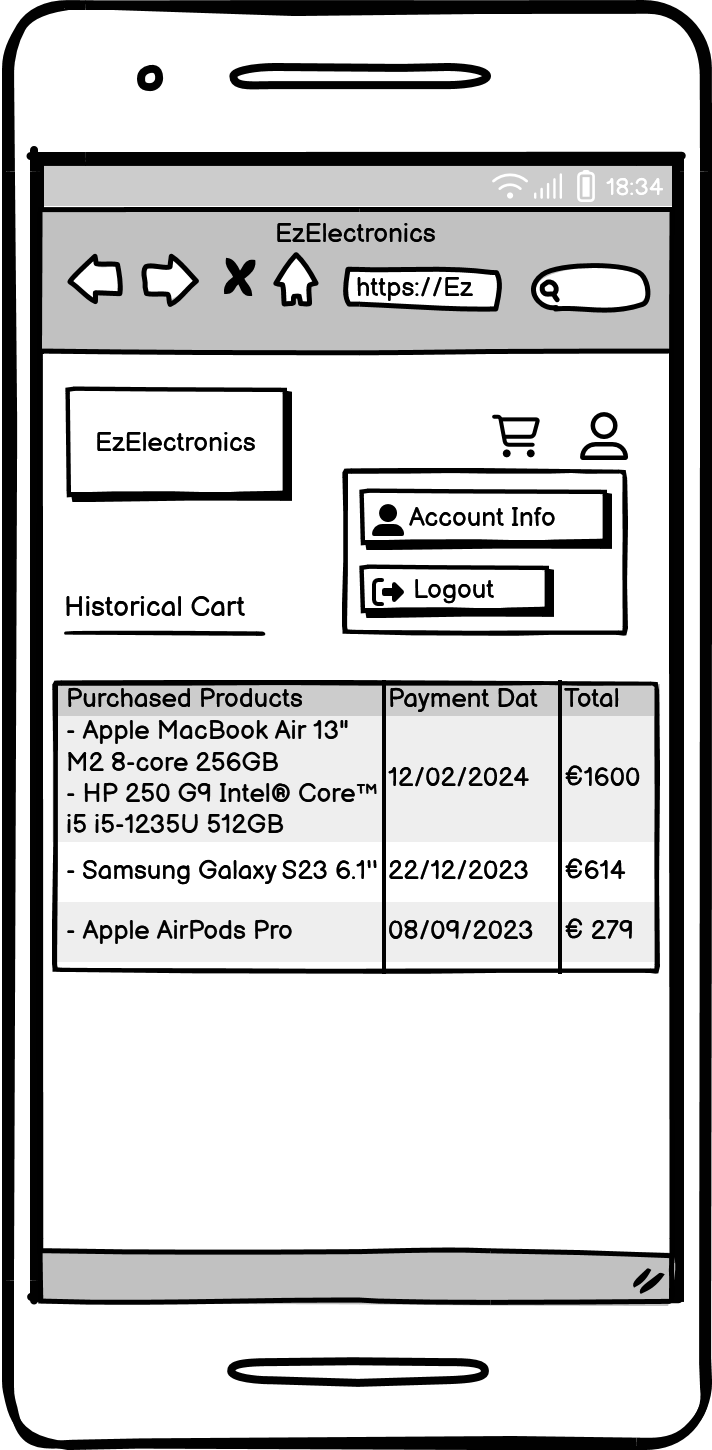 18:34
EzElectronics
https://Ez
EzElectronics
Account Info
Logout
Historical Cart
Purchased Products Payment Dat Total
- Apple MacBook Air 13"
M2 8-core 256GB
- HP 250 G9 Intel® Core™
i5 i5-1235U 512GB
12/02/2024 €1600
- Samsung Galaxy S23 6.1" 22/12/2023 €614
- Apple AirPods Pro 08/09/2023 € 279